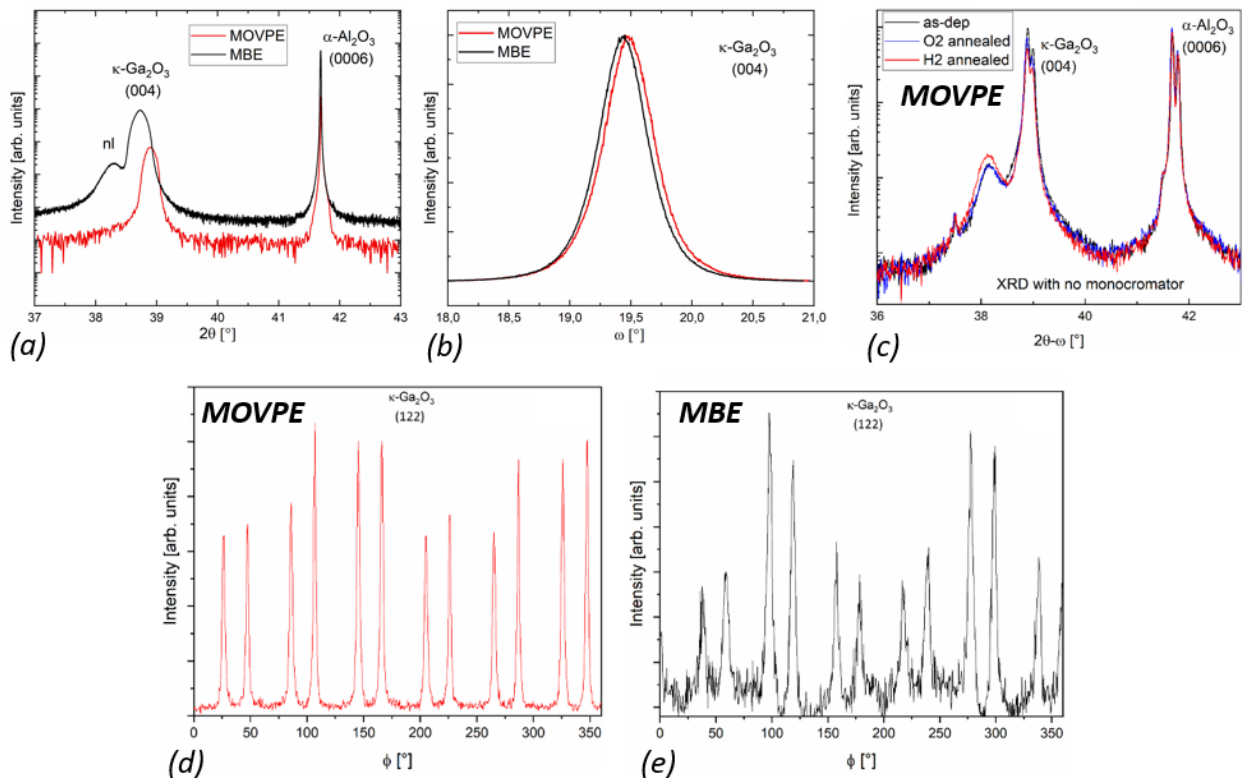 MOVPE
MBE
κ-Ga₂O₃
(004)
α-Al₂O₃
(0006)
nl
Intensity [arb. units]
37 38 39 40 41 42 43
2θ [°]
(a)
MOVPE
MBE
κ-Ga₂O₃
(004)
Intensity [arb. units]
18,0 18,5 19,0 19,5 20,0 20,5 21,0
ω [°]
(b)
as-dep
O2 annealed
H2 annealed
κ-Ga₂O₃
(004)
α-Al₂O₃
(0006)
MOVPE
Intensity [arb. units]
XRD with no monocromator
36 38 40 42
2θ-ω [°]
(c)
MOVPE
κ-Ga₂O₃
(122)
Intensity [arb. units]
0 50 100 150 200 250 300 350
ϕ [°]
(d)
MBE
κ-Ga₂O₃
(122)
Intensity [arb. units]
0 50 100 150 200 250 300 350
ϕ [°]
(e)